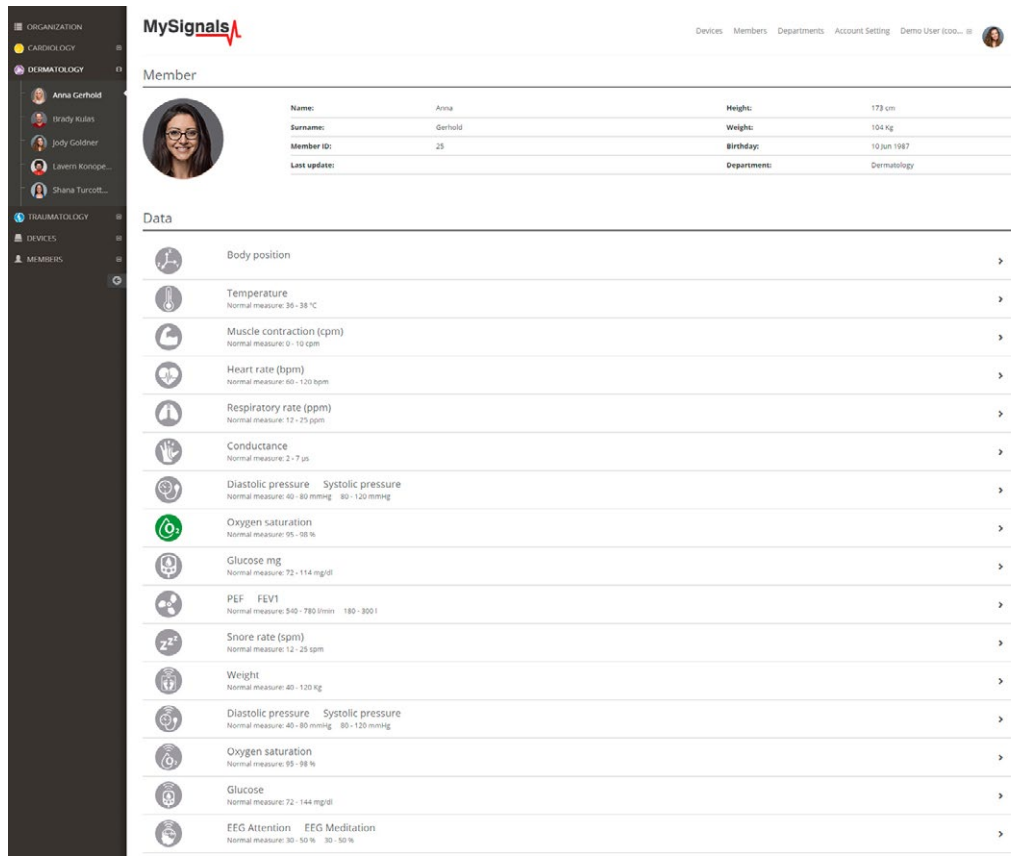 ORGANIZATION
CARDIOLOGY
DERMATOLOGY
Anna Gerhold
Brady Kulas
Jody Goldner
Lavern Konope...
Shana Turcott...
TRAUMATOLOGY
DEVICES
MEMBERS
MySignals
Devices Members Departments Account Setting Demo User (coo...
Member
Name: Anna Height: 173 cm
Surname: Gerhold Weight: 104 Kg
Member ID: 25 Birthday: 10 Jun 1987
Last update: Department: Dermatology
Data
Body position
Temperature
Normal measure: 36 - 38 °C
Muscle contraction (cpm)
Normal measure: 0 - 10 cpm
Heart rate (bpm)
Normal measure: 60 - 120 bpm
Respiratory rate (ppm)
Normal measure: 12 - 25 ppm
Conductance
Normal measure: 2 - 7 μs
Diastolic pressure Systolic pressure
Normal measure: 40 - 80 mmHg 80 - 120 mmHg
O₂
Oxygen saturation
Normal measure: 95 - 98 %
Glucose mg
Normal measure: 72 - 114 mg/dl
PEF FEV1
Normal measure: 540 - 780 l/min 180 - 300 l
zzz
Snore rate (spm)
Normal measure: 12 - 25 spm
Weight
Normal measure: 40 - 120 Kg
Diastolic pressure Systolic pressure
Normal measure: 40 - 80 mmHg 80 - 120 mmHg
O₂
Oxygen saturation
Normal measure: 95 - 98 %
Glucose
Normal measure: 72 - 144 mg/dl
EEG Attention EEG Meditation
Normal measure: 30 - 50 % 30 - 50 %